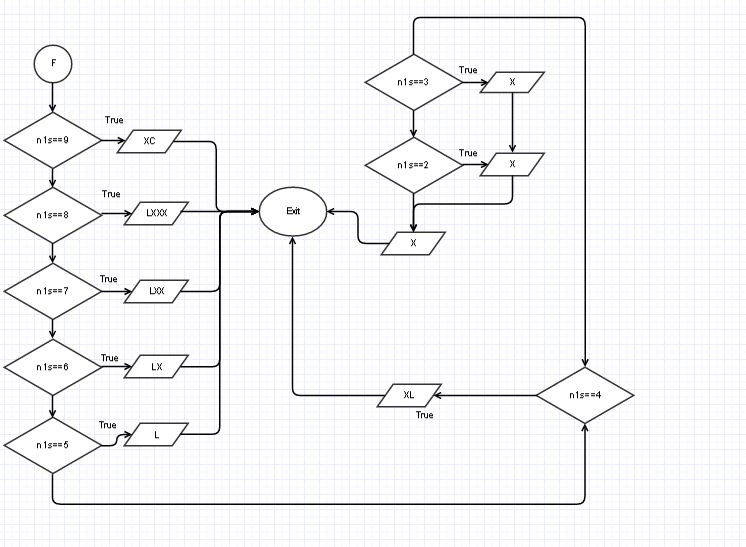 F
n1s==9
True
XC
n1s==8
True
LXXX
n1s==7
True
LXX
n1s==6
True
LX
n1s==5
True
L
Exit
n1s==3
True
X
n1s==2
True
X
X
XL
True
n1s==4